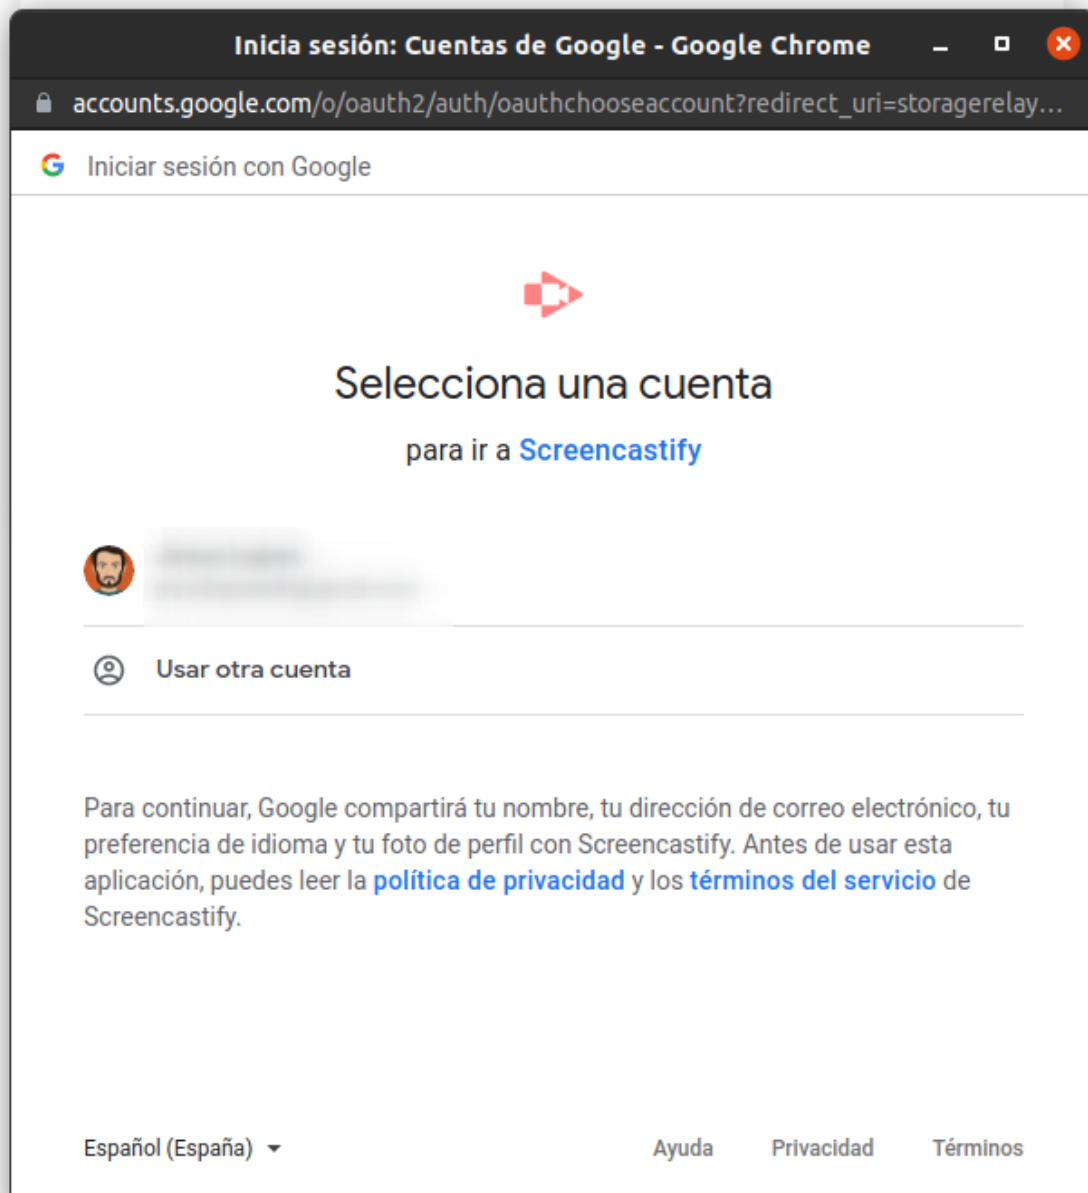 Inicia sesión: Cuentas de Google - Google Chrome
accounts.google.com/o/oauth2/auth/oauthchooseaccount?redirect_uri=storagerelay...
Iniciar sesión con Google
Selecciona una cuenta
para ir a Screencastify
Usar otra cuenta
Para continuar, Google compartirá tu nombre, tu dirección de correo electrónico, tu
preferencia de idioma y tu foto de perfil con Screencastify. Antes de usar esta
aplicación, puedes leer la política de privacidad y los términos del servicio de
Screencastify.
Español (España)
Ayuda Privacidad Términos